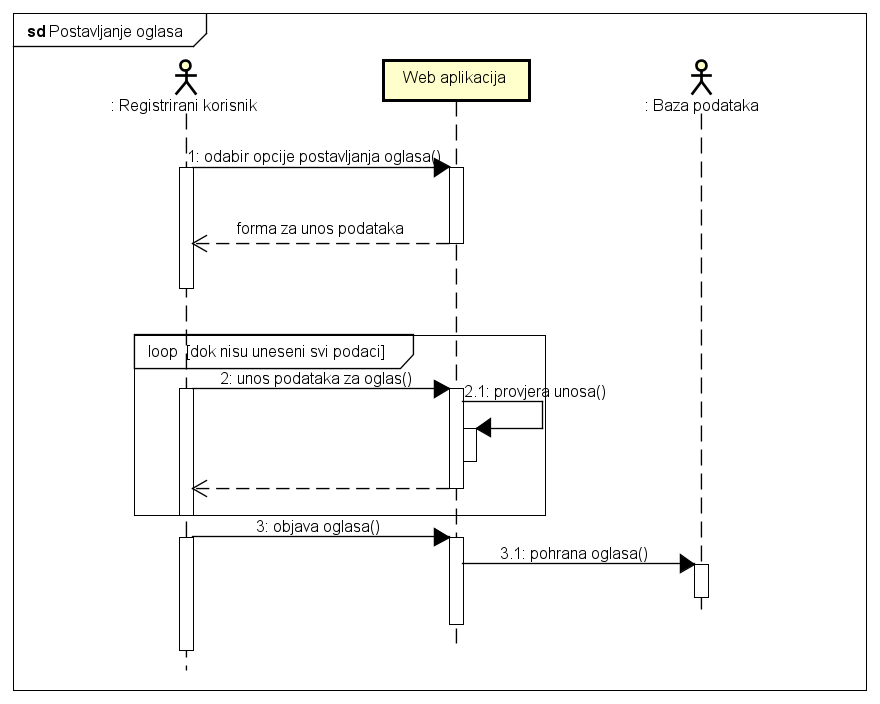 sd Postavljanje oglasa
: Registrirani korisnik
Web aplikacija
: Baza podataka
1: odabir opcije postavljanja oglasa()
forma za unos podataka
loop [dok nisu uneseni svi podaci]
2: unos podataka za oglas()
2.1: provjera unosa()
3: objava oglasa()
3.1: pohrana oglasa()